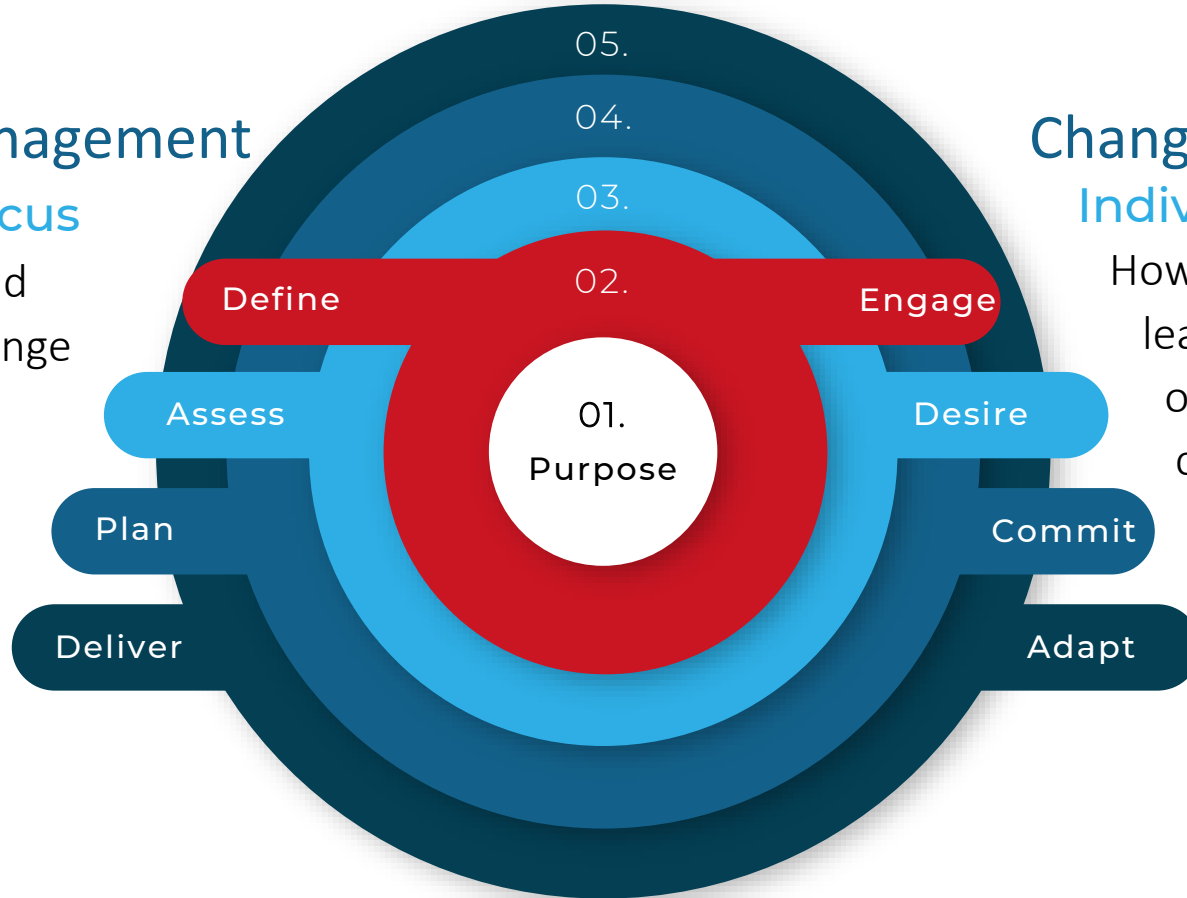 05.
04.
03.
02.
01.
Purpose
nagement
cus
d
nge
Define
Assess
Plan
Deliver
Chang
Indiv
How
lea
o
Engage
Desire
Commit
Adapt